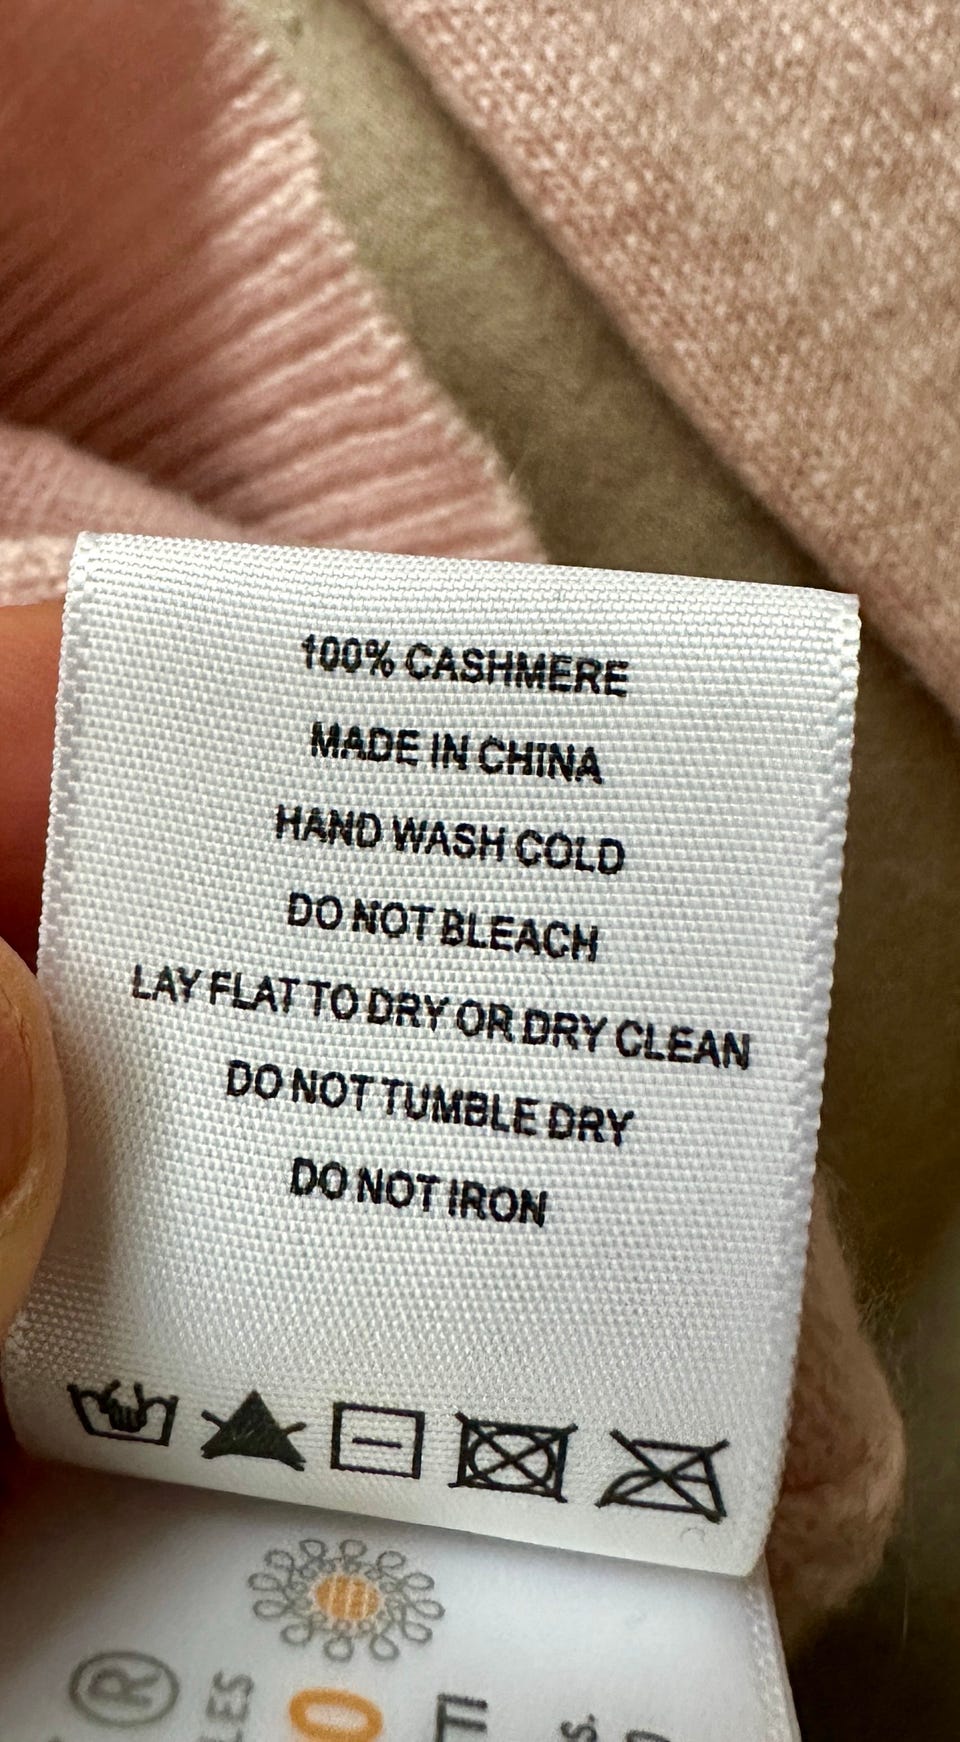 100% CASHMERE
MADE IN CHINA
HAND WASH COLD
DO NOT BLEACH
LAY FLAT TO DRY OR DRY CLEAN
DO NOT TUMBLE DRY
DO NOT IRON
®